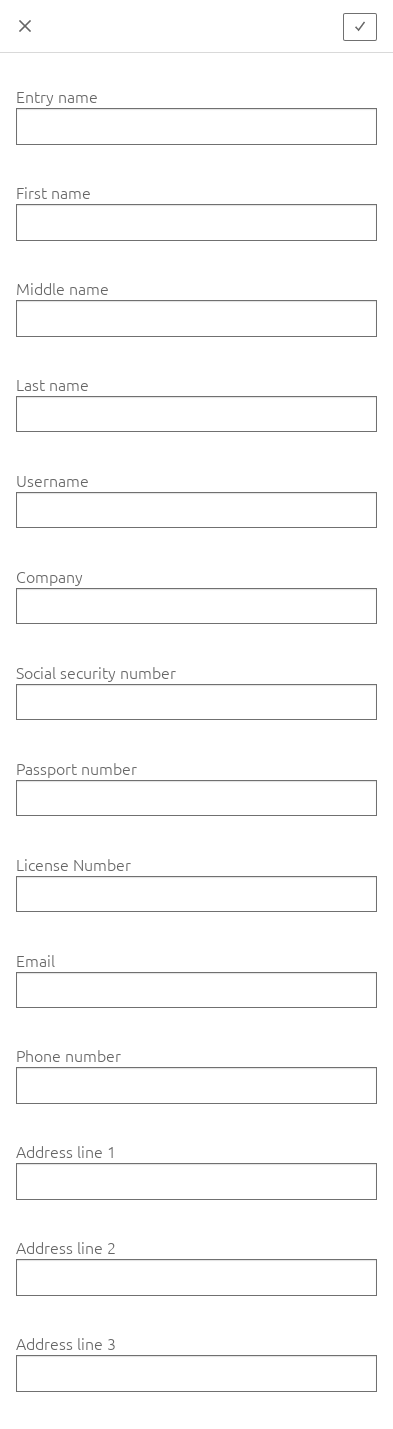 Entry name
First name
Middle name
Last name
Username
Company
Social security number
Passport number
License Number
Email
Phone number
Address line 1
Address line 2
Address line 3